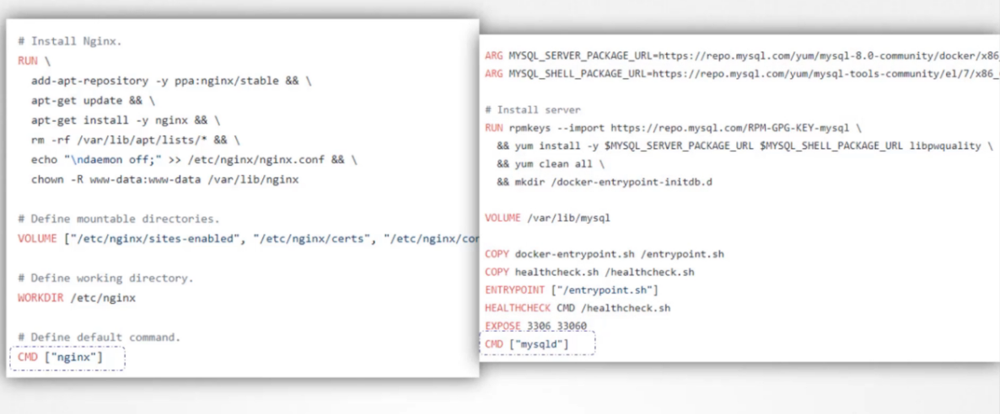 # Install Nginx.
RUN \
  add-apt-repository -y ppa:nginx/stable && \
  apt-get update && \
  apt-get install -y nginx && \
  rm -rf /var/lib/apt/lists/* && \
  echo "\ndaemon off;" >> /etc/nginx/nginx.conf && \
  chown -R www-data:www-data /var/lib/nginx

# Define mountable directories.
VOLUME ["/etc/nginx/sites-enabled", "/etc/nginx/certs", "/etc/nginx/con

# Define working directory.
WORKDIR /etc/nginx

# Define default command.
CMD ["nginx"]

ARG MYSQL_SERVER_PACKAGE_URL=https://repo.mysql.com/yum/mysql-8.0-community/docker/x86_
ARG MYSQL_SHELL_PACKAGE_URL=https://repo.mysql.com/yum/mysql-tools-community/el/7/x86_

# Install server
RUN rpmkeys --import https://repo.mysql.com/RPM-GPG-KEY-mysql \
  && yum install -y $MYSQL_SERVER_PACKAGE_URL $MYSQL_SHELL_PACKAGE_URL libpwquality \
  && yum clean all \
  && mkdir /docker-entrypoint-initdb.d

VOLUME /var/lib/mysql

COPY docker-entrypoint.sh /entrypoint.sh
COPY healthcheck.sh /healthcheck.sh
ENTRYPOINT ["/entrypoint.sh"]
HEALTHCHECK CMD /healthcheck.sh
EXPOSE 3306 33060
CMD ["mysqld"]